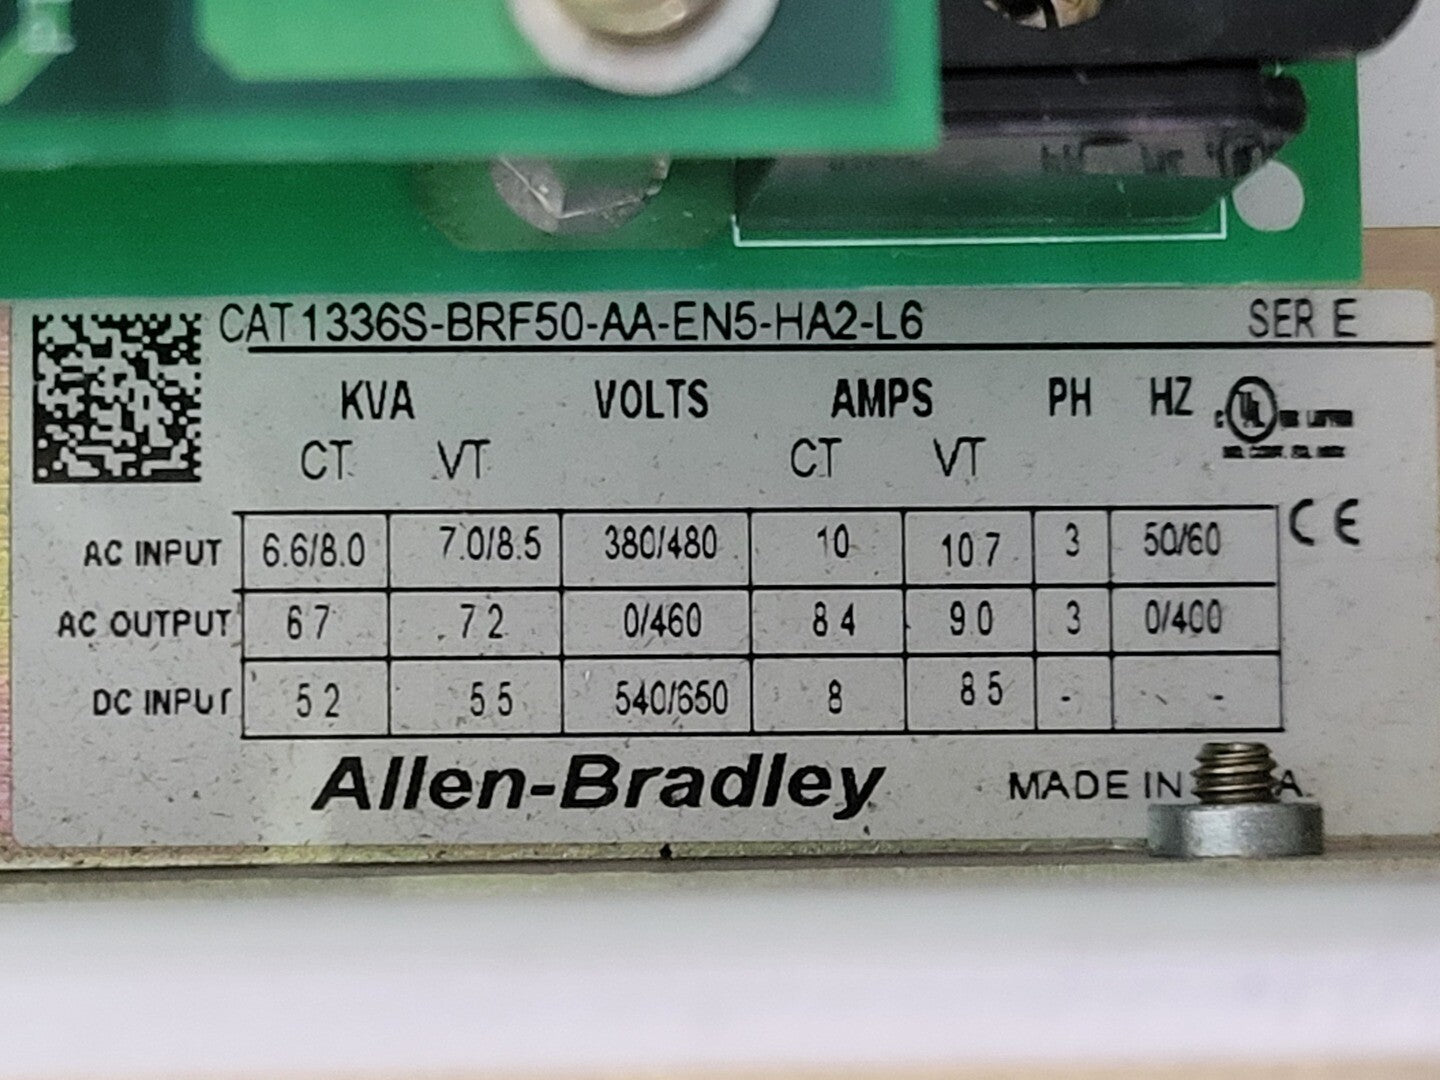 CAT 1336S-BRF50-AA-EN5-HA2-L6 SER E
KVA VOLTS AMPS PH HZ
CT VT CT VT
C UL
AC INPUT 6.6/8.0 7.0/8.5 380/480 10 10 7 3 50/60 CE
AC OUTPUT 6 7 7 2 0/460 8 4 9 0 3 0/400
DC INPUT 5 2 5 5 540/650 8 8 5 - -
Allen-Bradley MADE IN